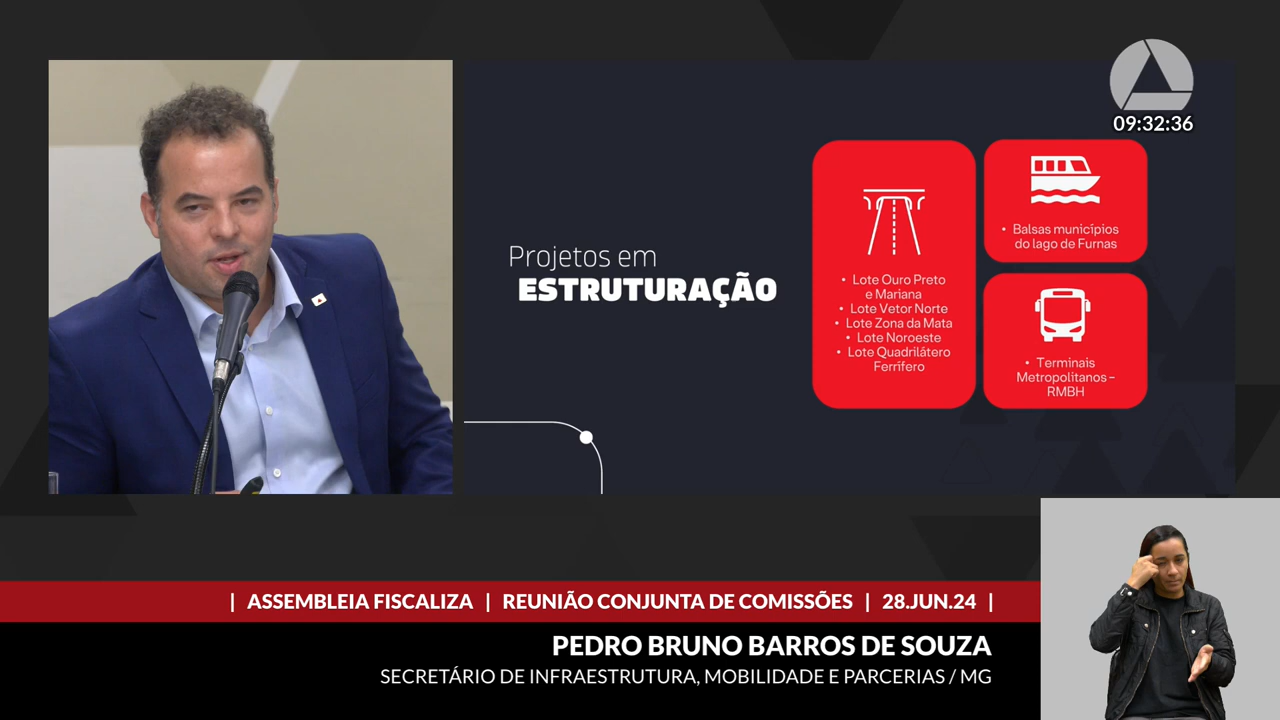 09:32:36
Projetos em
ESTRUTURAÇÃO
• Lote Ouro Preto
e Mariana
• Lote Vetor Norte
• Lote Zona da Mata
• Lote Noroeste
• Lote Quadrilátero
Ferrífero
• Balsas municípios
do lago de Furnas
• Terminais
Metropolitanos –
RMBH
| ASSEMBLEIA FISCALIZA | REUNIÃO CONJUNTA DE COMISSÕES | 28.JUN.24 |
PEDRO BRUNO BARROS DE SOUZA
SECRETÁRIO DE INFRAESTRUTURA, MOBILIDADE E PARCERIAS / MG